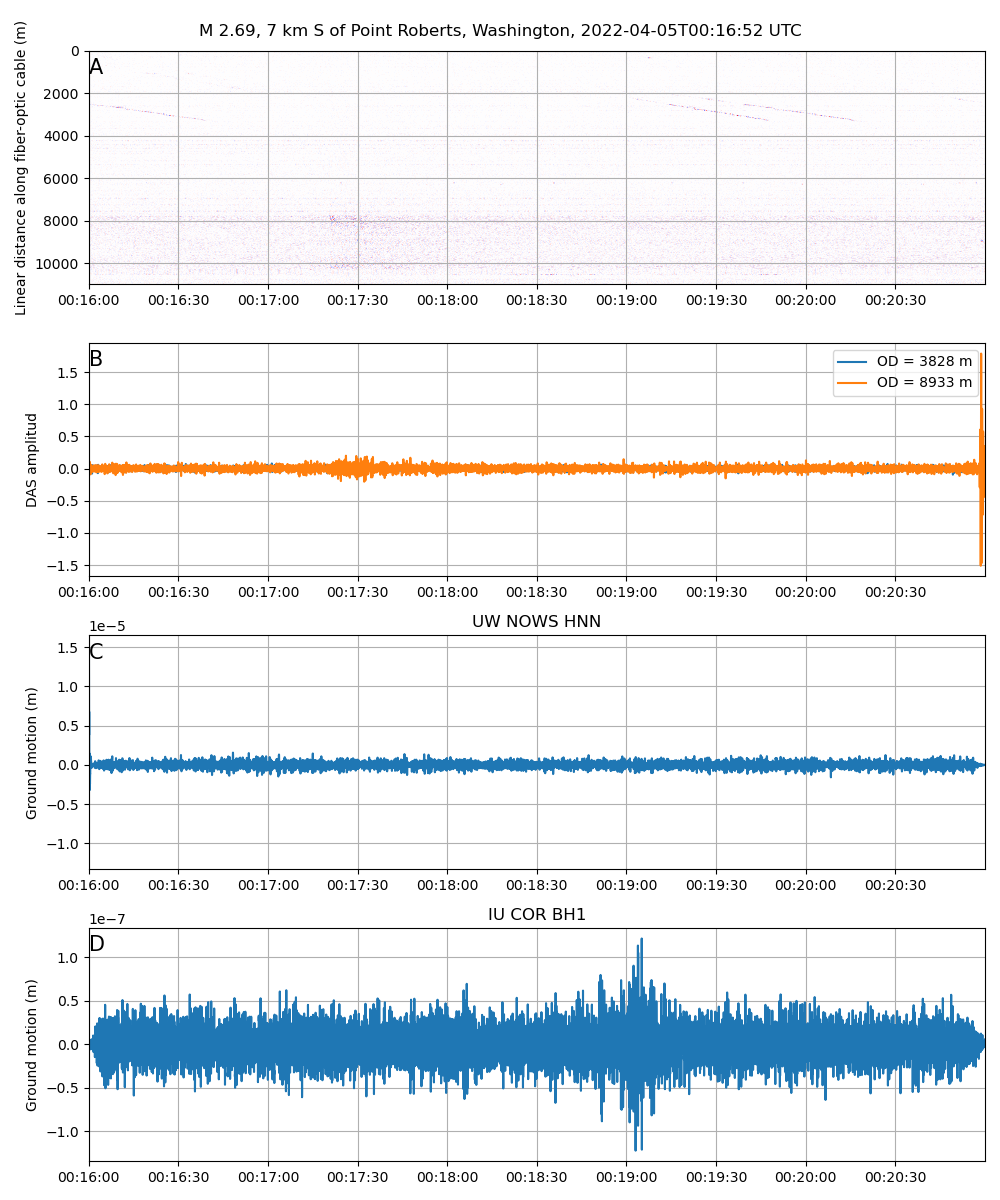 M 2.69, 7 km S of Point Roberts, Washington, 2022-04-05T00:16:52 UTC
A
Linear distance along fiber-optic cable (m)
0
2000
4000
6000
8000
10000
00:16:00 00:16:30 00:17:00 00:17:30 00:18:00 00:18:30 00:19:00 00:19:30 00:20:00 00:20:30
B
OD = 3828 m
OD = 8933 m
DAS amplitud
1.5
1.0
0.5
0.0
−0.5
−1.0
−1.5
00:16:00 00:16:30 00:17:00 00:17:30 00:18:00 00:18:30 00:19:00 00:19:30 00:20:00 00:20:30
UW NOWS HNN
1e−5
C
Ground motion (m)
1.5
1.0
0.5
0.0
−0.5
−1.0
00:16:00 00:16:30 00:17:00 00:17:30 00:18:00 00:18:30 00:19:00 00:19:30 00:20:00 00:20:30
IU COR BH1
1e−7
D
Ground motion (m)
1.0
0.5
0.0
−0.5
−1.0
00:16:00 00:16:30 00:17:00 00:17:30 00:18:00 00:18:30 00:19:00 00:19:30 00:20:00 00:20:30